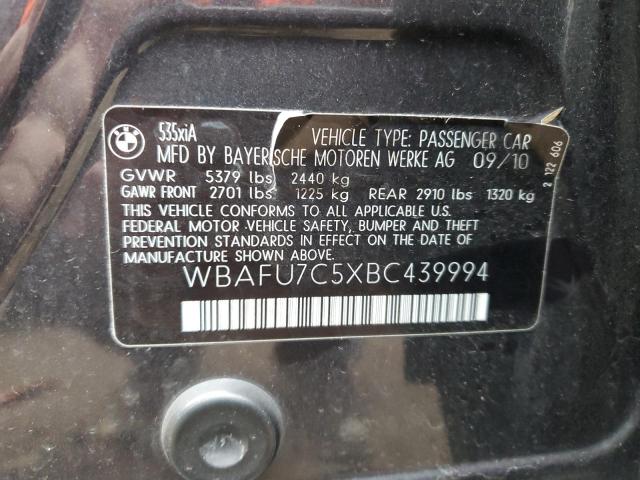 BMW
535xiA
VEHICLE TYPE: PASSENGER CAR
MFD BY BAYERISCHE MOTOREN WERKE AG 09/10
GVWR 5379 lbs 2440 kg
GAWR FRONT 2701 lbs 1225 kg REAR 2910 lbs 1320 kg
THIS VEHICLE CONFORMS TO ALL APPLICABLE U.S.
FEDERAL MOTOR VEHICLE SAFETY, BUMPER AND THEFT
PREVENTION STANDARDS IN EFFECT ON THE DATE OF
MANUFACTURE SHOWN ABOVE.
WBAFU7C5XBC439994
2 122 606